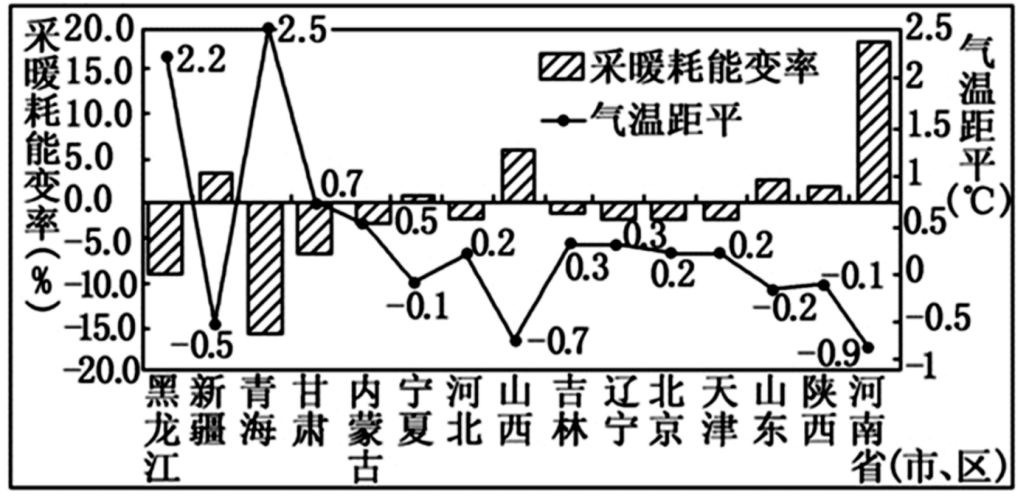 采暖耗能变率(%)
20.0
15.0
10.0
5.0
0.0
-5.0
-10.0
-15.0
-20.0
采暖耗能变率
气温距平
2.2
-0.5
2.5
0.7
0.5
-0.1
0.2
-0.7
0.3
0.3
0.2
0.2
-0.2
-0.1
-0.9
气温距平(℃)
2.5
2
1.5
1
0.5
0
-0.5
-1
黑龙江
新疆
青海
甘肃
内蒙古
宁夏
河北
山西
吉林
辽宁
北京
天津
山东
陕西
河南
省(市、区)